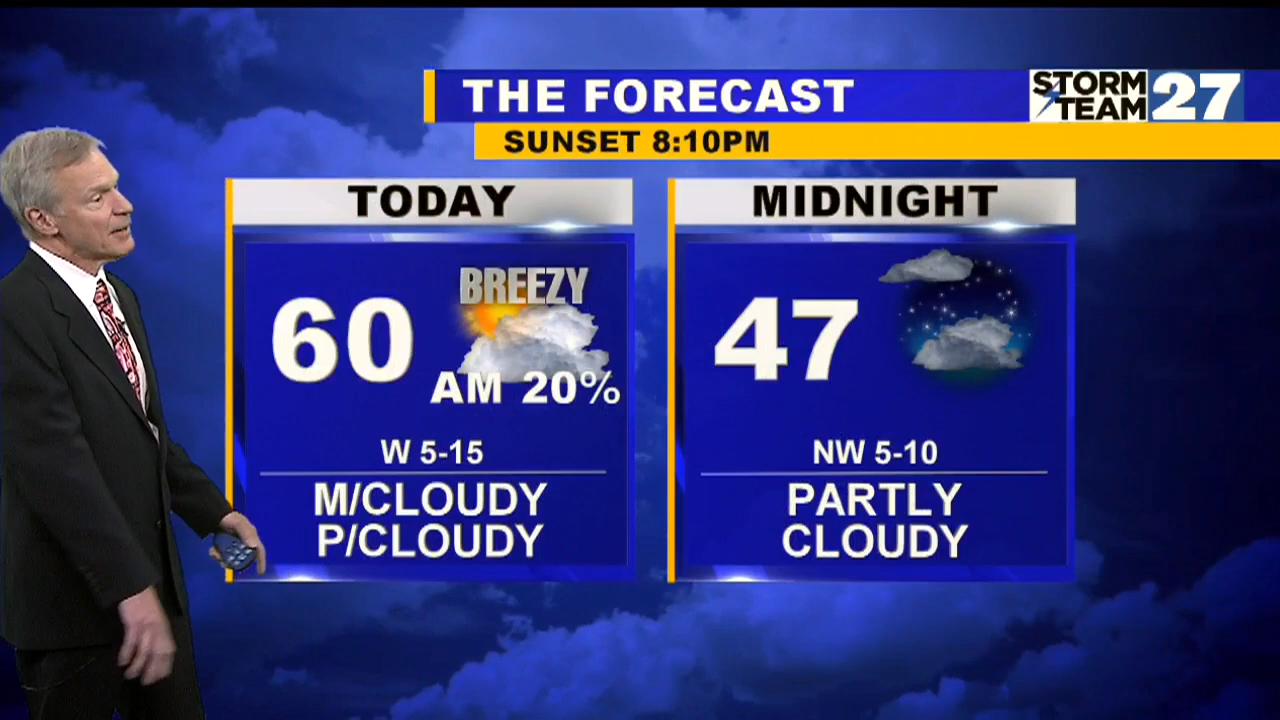 THE FORECAST
STORM
TEAM
27
SUNSET 8:10PM
TODAY
BREEZY
60
AM 20%
W 5-15
M/CLOUDY
P/CLOUDY
MIDNIGHT
47
NW 5-10
PARTLY
CLOUDY